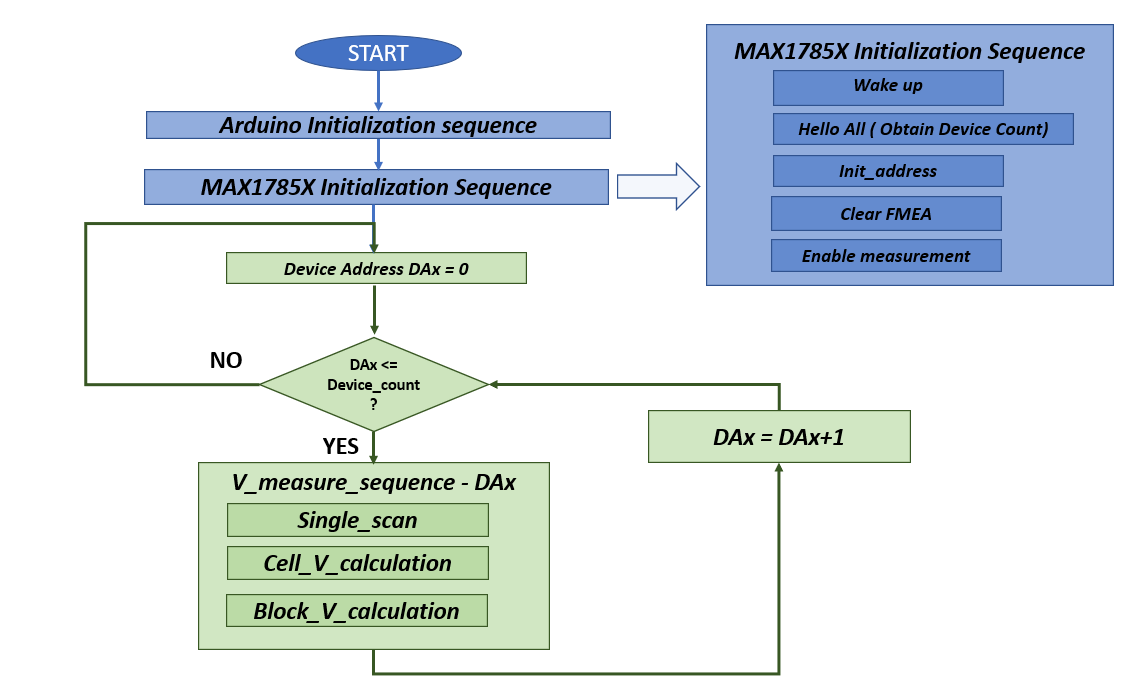 START
Arduino Initialization sequence
MAX1785X Initialization Sequence
MAX1785X Initialization Sequence
Wake up
Hello All ( Obtain Device Count)
Init_address
Clear FMEA
Enable measurement
Device Address DAx = 0
NO
DAx <=
Device_count
?
YES
V_measure_sequence - DAx
Single_scan
Cell_V_calculation
Block_V_calculation
DAx = DAx+1